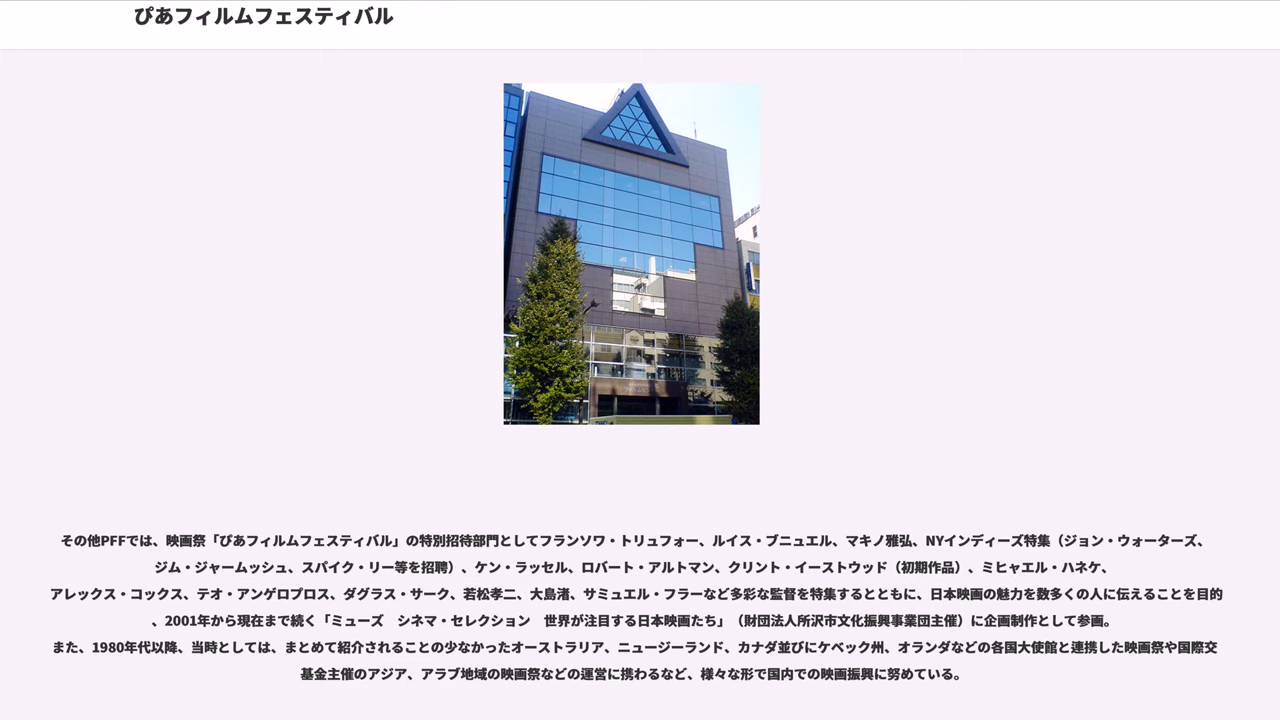 ぴあフィルムフェスティバル
その他PFFでは、映画祭「ぴあフィルムフェスティバル」の特別招待部門としてフランソワ・トリュフォー、ルイス・ブニュエル、マキノ雅弘、NYインディーズ特集（ジョン・ウォーターズ、
ジム・ジャームッシュ、スパイク・リー等を招聘）、ケン・ラッセル、ロバート・アルトマン、クリント・イーストウッド（初期作品）、ミヒャエル・ハネケ、
アレックス・コックス、テオ・アンゲロプロス、ダグラス・サーク、若松孝二、大島渚、サミュエル・フラーなど多彩な監督を特集するとともに、日本映画の魅力を数多くの人に伝えることを目的
、2001年から現在まで続く「ミューズ　シネマ・セレクション　世界が注目する日本映画たち」（財団法人所沢市文化振興事業団主催）に企画制作として参画。
また、1980年代以降、当時としては、まとめて紹介されることの少なかったオーストラリア、ニュージーランド、カナダ並びにケベック州、オランダなどの各国大使館と連携した映画祭や国際交
基金主催のアジア、アラブ地域の映画祭などの運営に携わるなど、様々な形で国内での映画振興に努めている。